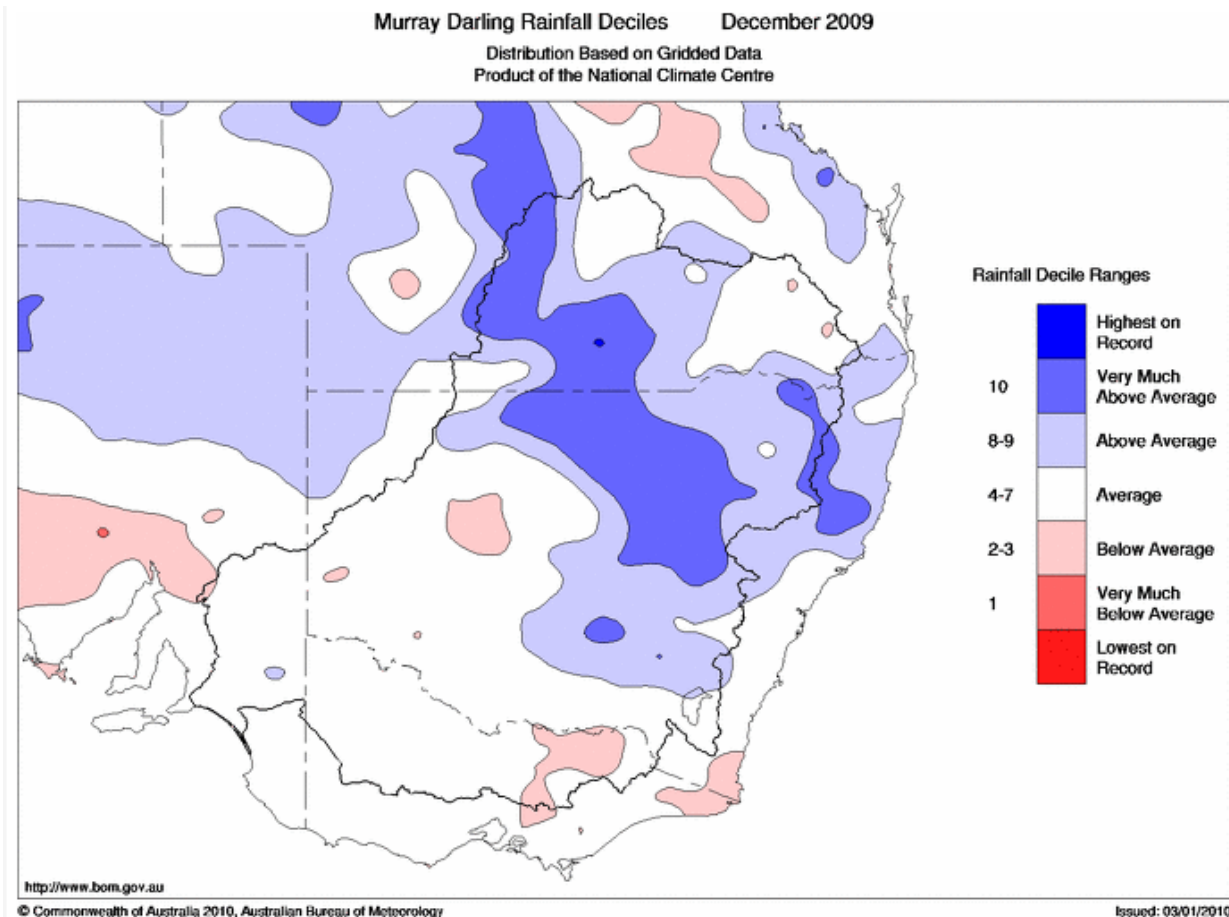 Murray Darling Rainfall Deciles December 2009
Distribution Based on Gridded Data
Product of the National Climate Centre
Rainfall Decile Ranges
Highest on
Record
10
Very Much
Above Average
8-9
Above Average
4-7
Average
2-3
Below Average
1
Very Much
Below Average
Lowest on
Record
http://www.bom.gov.au
© Commonwealth of Australia 2010, Australian Bureau of Meteorology
Issued: 03/01/2010